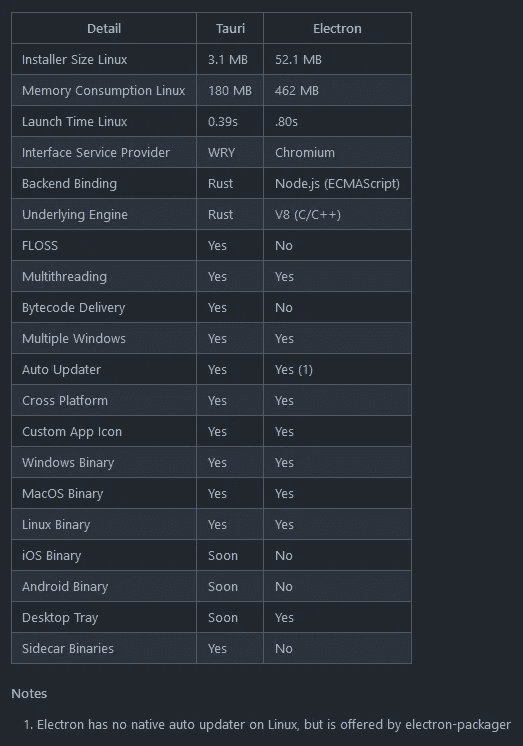 Detail Tauri Electron
Installer Size Linux 3.1 MB 52.1 MB
Memory Consumption Linux 180 MB 462 MB
Launch Time Linux 0.39s .80s
Interface Service Provider WRY Chromium
Backend Binding Rust Node.js (ECMAScript)
Underlying Engine Rust V8 (C/C++)
FLOSS Yes No
Multithreading Yes Yes
Bytecode Delivery Yes No
Multiple Windows Yes Yes
Auto Updater Yes Yes (1)
Cross Platform Yes Yes
Custom App Icon Yes Yes
Windows Binary Yes Yes
MacOS Binary Yes Yes
Linux Binary Yes Yes
iOS Binary Soon No
Android Binary Soon No
Desktop Tray Soon Yes
Sidecar Binaries Yes No
Notes
1. Electron has no native auto updater on Linux, but is offered by electron-packager